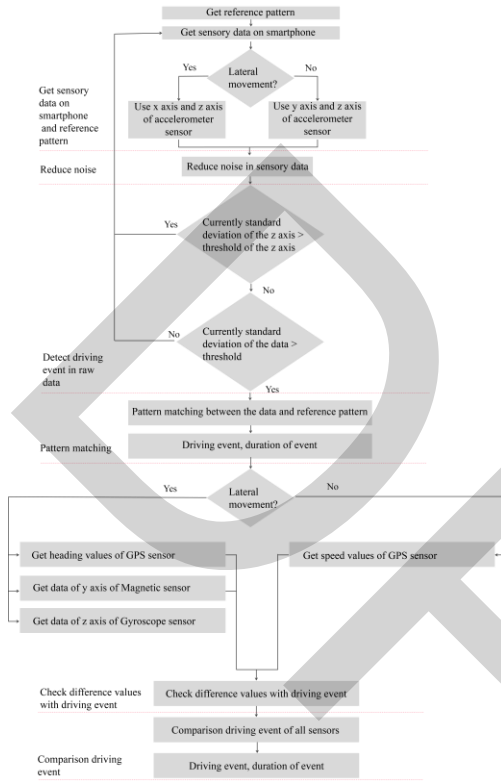 Get reference pattern
Get sensory data on smartphone
Lateral
movement?
Yes
No
Get sensory
data on
smartphone
and reference
pattern
Use x axis and z axis
of accelerometer
sensor
Use y axis and z axis
of accelerometer
sensor
Reduce noise
Reduce noise in sensory data
Yes
Currently standard
deviation of the z axis >
threshold of the z axis
No
No
Currently standard
deviation of the data >
threshold
Detect driving
event in raw
data
Yes
Pattern matching between the data and reference pattern
Pattern matching
Driving event, duration of event
Yes
Lateral
movement?
No
Get heading values of GPS sensor
Get speed values of GPS sensor
Get data of y axis of Magnetic sensor
Get data of z axis of Gyroscope sensor
Check difference values
with driving event
Check difference values with driving event
Comparison driving event of all sensors
Comparison driving
event
Driving event, duration of event